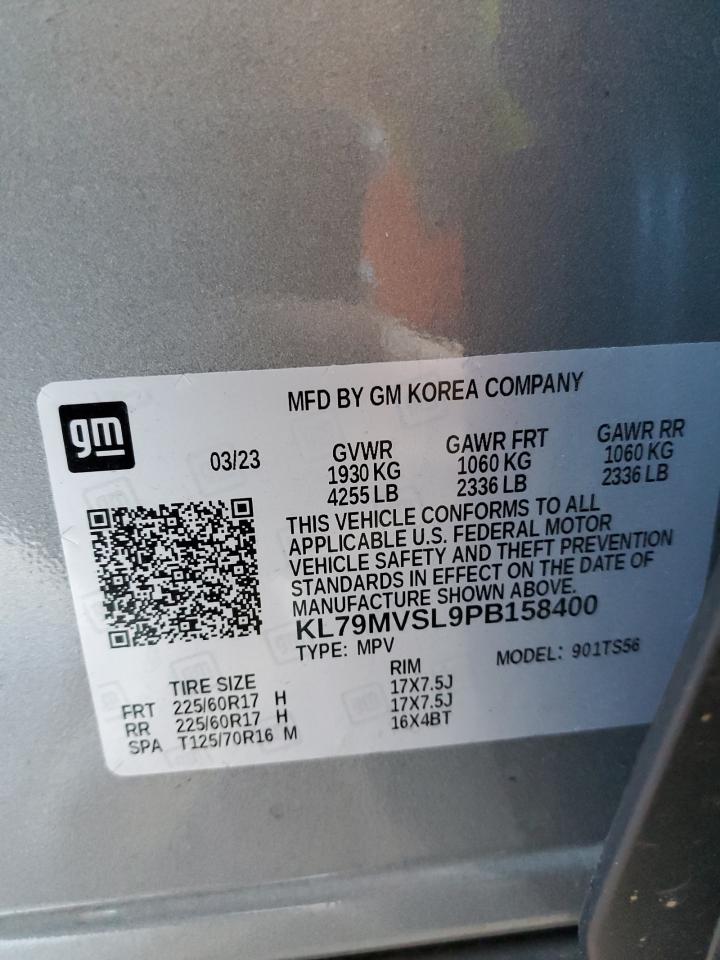 MFD BY GM KOREA COMPANY
gm
03/23
GVWR GAWR FRT GAWR RR
1930 KG 1060 KG 1060 KG
4255 LB 2336 LB 2336 LB
THIS VEHICLE CONFORMS TO ALL
APPLICABLE U.S. FEDERAL MOTOR
VEHICLE SAFETY AND THEFT PREVENTION
STANDARDS IN EFFECT ON THE DATE OF
MANUFACTURE SHOWN ABOVE.
KL79MVSL9PB158400
TYPE: MPV MODEL: 901TS56
TIRE SIZE RIM
FRT 225/60R17 H 17X7.5J
RR 225/60R17 H 17X7.5J
SPA T125/70R16 M 16X4BT